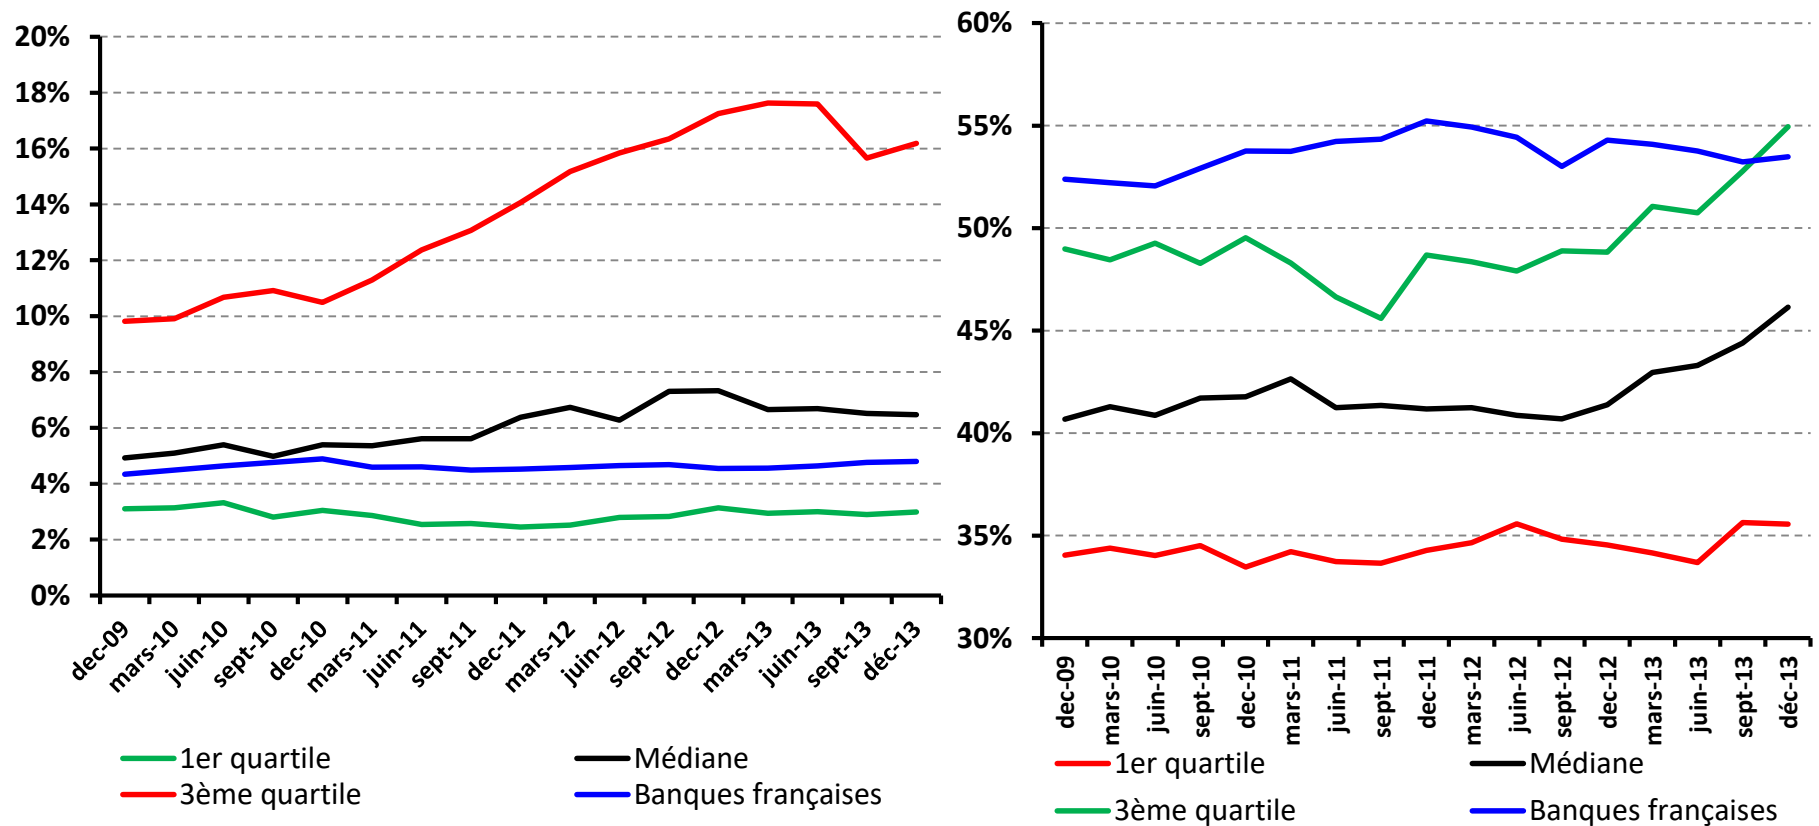 20%
18%
16%
14%
12%
10%
8%
6%
4%
2%
0%
dec-09
mars-10
juin-10
sept-10
dec-10
mars-11
juin-11
sept-11
dec-11
mars-12
juin-12
sept-12
dec-12
mars-13
juin-13
sept-13
déc-13
1er quartile
Médiane
3ème quartile
Banques françaises
60%
55%
50%
45%
40%
35%
30%
dec-09
mars-10
juin-10
sept-10
dec-10
mars-11
juin-11
sept-11
dec-11
mars-12
juin-12
sept-12
dec-12
mars-13
juin-13
sept-13
déc-13
1er quartile
Médiane
3ème quartile
Banques françaises